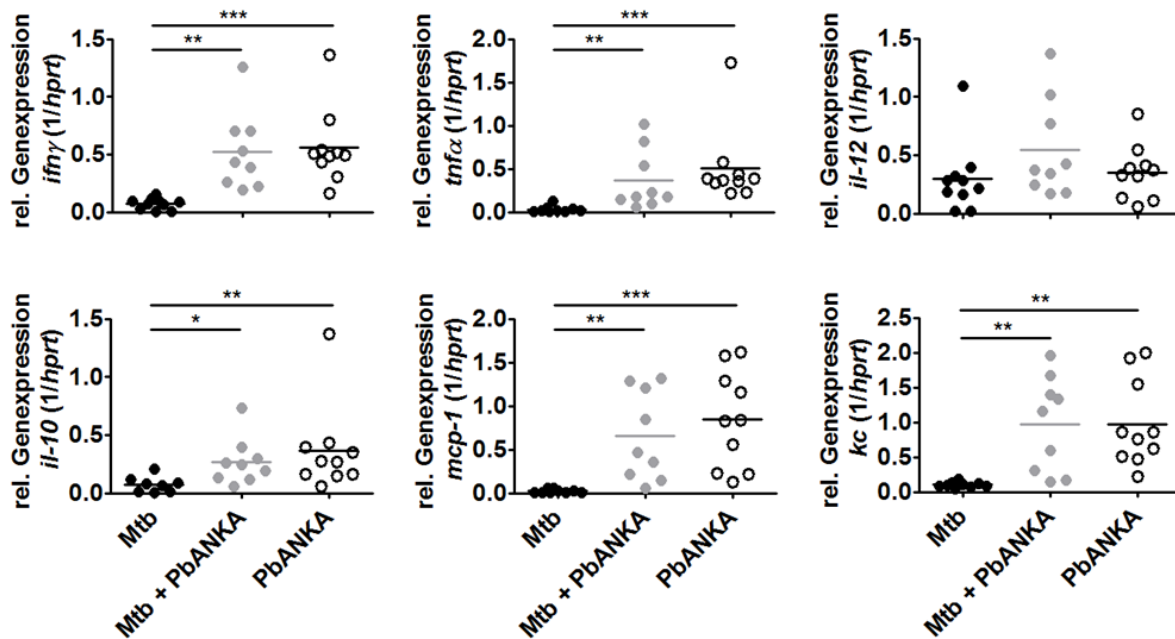 rel. Genexpression
ifnγ (1/hprt)
1.5
1.0
0.5
0.0
***
**
rel. Genexpression
tnfα (1/hprt)
2.0
1.5
1.0
0.5
0.0
***
**
rel. Genexpression
il-12 (1/hprt)
1.5
1.0
0.5
0.0
rel. Genexpression
il-10 (1/hprt)
1.5
1.0
0.5
0.0
**
*
Mtb
Mtb + PbANKA
PbANKA
rel. Genexpression
mcp-1 (1/hprt)
2.0
1.5
1.0
0.5
0.0
***
**
Mtb
Mtb + PbANKA
PbANKA
rel. Genexpression
kc (1/hprt)
2.5
2.0
1.5
1.0
0.5
0.0
**
**
Mtb
Mtb + PbANKA
PbANKA